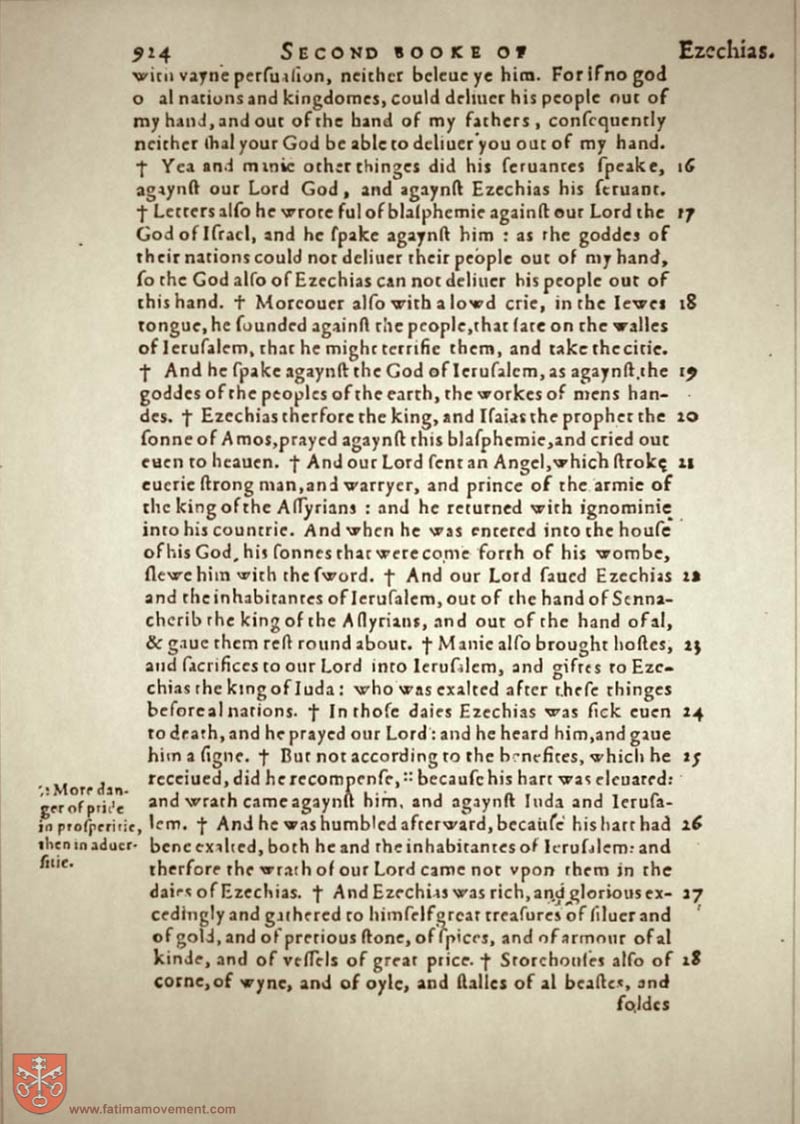 924 SECOND BOOKE OF Ezechias.
with vayne perſuaſion, neither beleue ye him. For if no god
o al nations and kingdomes, could deliuer his people out of
my hand, and out of the hand of my fathers, conſequently
neither ſhal your God be able to deliuer you out of my hand.
† Yea and manie other thinges did his ſeruantes ſpeake, 16
agaynſt our Lord God, and agaynſt Ezechias his ſeruant.
† Letters alſo he wrote ful of blaſphemie againſt our Lord the 17
God of Iſrael, and he ſpake agaynſt him : as the goddes of
their nations could not deliuer their people out of my hand,
ſo the God alſo of Ezechias can not deliuer his people out of
this hand. † Moreouer alſo with a lowd crie, in the Iewes 18
tongue, he ſounded againſt the people, that ſate on the walles
of Ieruſalem, that he might terrifie them, and take the citie.
† And he ſpake agaynſt the God of Ieruſalem, as agaynſt the 19
goddes of the peoples of the earth, the workes of mens han-
des. † Ezechias therfore the king, and Iſaias the prophet the 20
ſonne of Amos, prayed agaynſt this blaſphemie, and cried out
euen to heauen. † And our Lord ſent an Angel, which ſtroke 21
euerie ſtrong man, and warryer, and prince of the armie of
the king of the Aſſyrians : and he returned with ignominie
into his countrie. And when he was entered into the houſe
of his God, his ſonnes that were come forth of his wombe,
ſlewe him with the ſword. † And our Lord ſaued Ezechias 22
and the inhabitantes of Ieruſalem, out of the hand of Senna-
cherib the king of the Aſſyrians, and out of the hand of al,
& gaue them reſt round about. † Manie alſo brought hoſtes, 23
and ſacrifices to our Lord into Ieruſalem, and giftes to Eze-
chias the king of Iuda: who was exalted after theſe thinges
before al nations. † In thoſe daies Ezechias was ſick euen 24
to death, and he prayed our Lord: and he heard him, and gaue
him a ſigne. † But not according to the benefites, which he 25
receiued, did he recompenſe, :: becauſe his hart was eleuated:
and wrath came agaynſt him, and agaynſt Iuda and Ieruſa-
lem. † And he was humbled afterward, becauſe his hart had 26
bene exalted, both he and the inhabitantes of Ieruſalem: and
therfore the wrath of our Lord came not vpon them in the
daies of Ezechias. † And Ezechias was rich, and glorious ex- 27
cedingly and gathered to himſelf great treaſures of ſiluer and
of gold, and of pretious ſtone, of ſpices, and of armour of al
kinde, and of veſſels of great price. † Storehouſes alſo of 28
corne, of wyne, and of oyle, and ſtalles of al beaſtes, and
foldes
:: More dan-
ger of pride
in proſperitie,
then in aduer-
ſitie.
www.fatimamovement.com